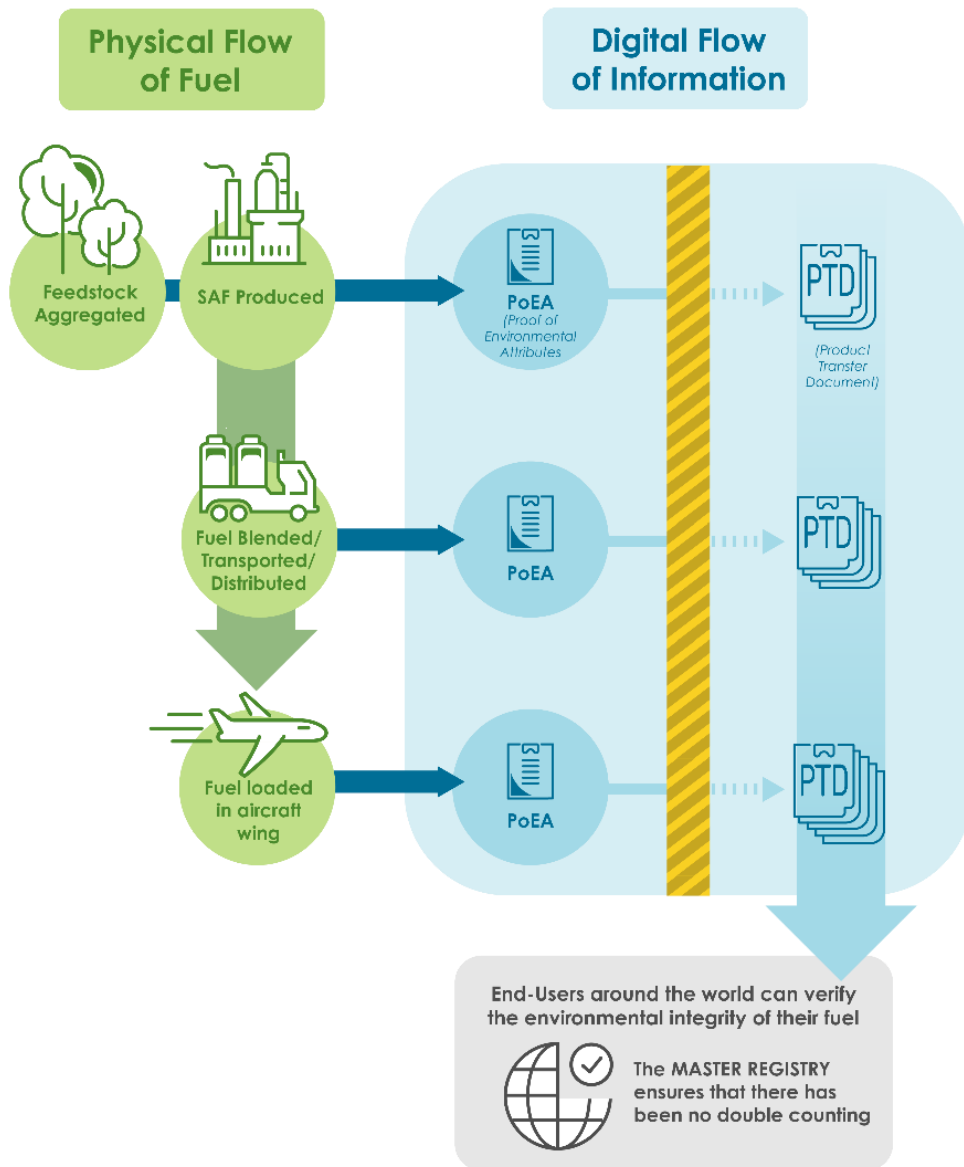 Physical Flow
of Fuel
Digital Flow
of Information
Feedstock
Aggregated
SAF Produced
PoEA
(Proof of
Environmental
Attributes
PTD
(Product
Transfer
Document)
Fuel Blended/
Transported/
Distributed
PoEA
PTD
Fuel loaded
in aircraft
wing
PoEA
PTD
End-Users around the world can verify
the environmental integrity of their fuel
The MASTER REGISTRY
ensures that there has
been no double counting